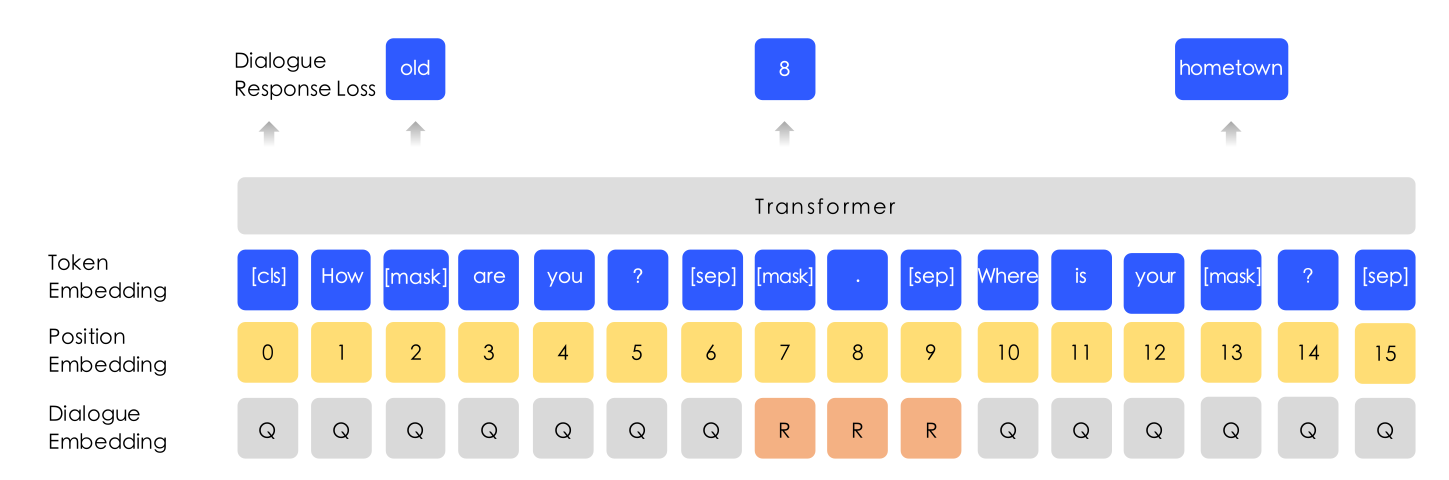 Dialogue
Response Loss
old
8
hometown
Transformer
Token
Embedding
[cls] How [mask] are you ? [sep] [mask] . [sep] Where is your [mask] ? [sep]
Position
Embedding
0 1 2 3 4 5 6 7 8 9 10 11 12 13 14 15
Dialogue
Embedding
Q Q Q Q Q Q Q R R R Q Q Q Q Q Q